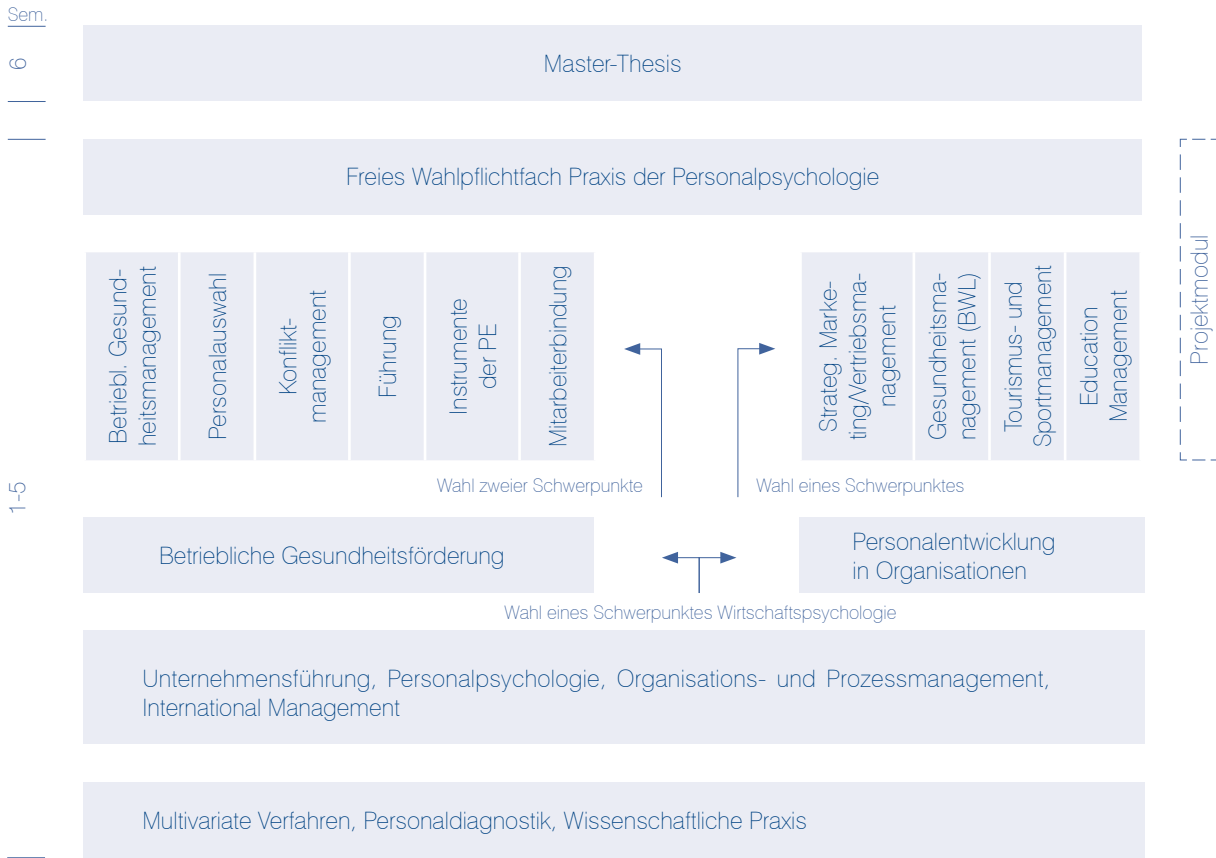 Sem.
6
Master-Thesis
Freies Wahlpflichtfach Praxis der Personalpsychologie
Betriebl. Gesund-
heitsmanagement
Personalauswahl
Konflikt-
management
Führung
Instrumente
der PE
Mitarbeiterbindung
Strateg. Marke-
ting/Vertriebsma-
nagement
Gesundheitsma-
nagement (BWL)
Tourismus- und
Sportmanagement
Education
Management
Projektmodul
1-5
Wahl zweier Schwerpunkte
Wahl eines Schwerpunktes
Betriebliche Gesundheitsförderung
Personalentwicklung
in Organisationen
Wahl eines Schwerpunktes Wirtschaftspsychologie
Unternehmensführung, Personalpsychologie, Organisations- und Prozessmanagement,
International Management
Multivariate Verfahren, Personaldiagnostik, Wissenschaftliche Praxis